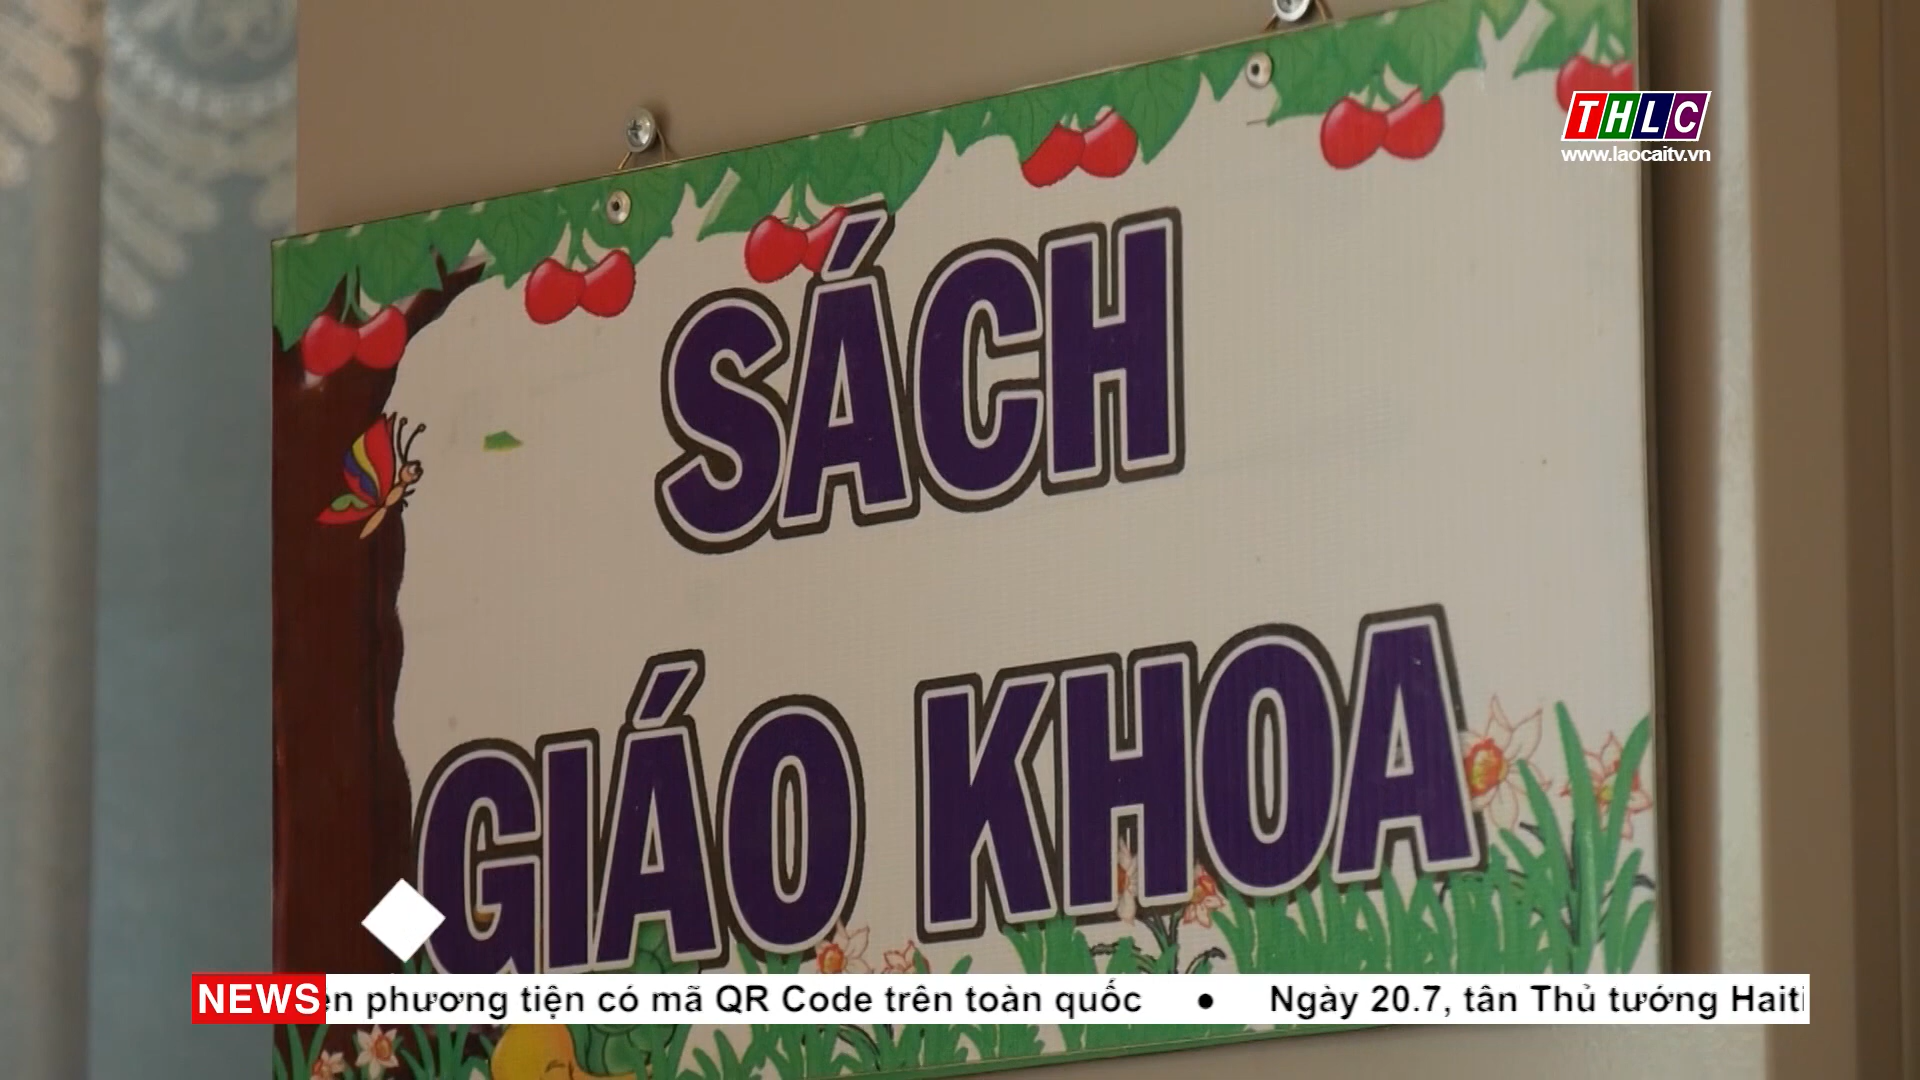 THLC
www.laocaitv.vn
SÁCH
GIÁO KHOA
NEWS phương tiện có mã QR Code trên toàn quốc • Ngày 20.7, tân Thủ tướng Haiti